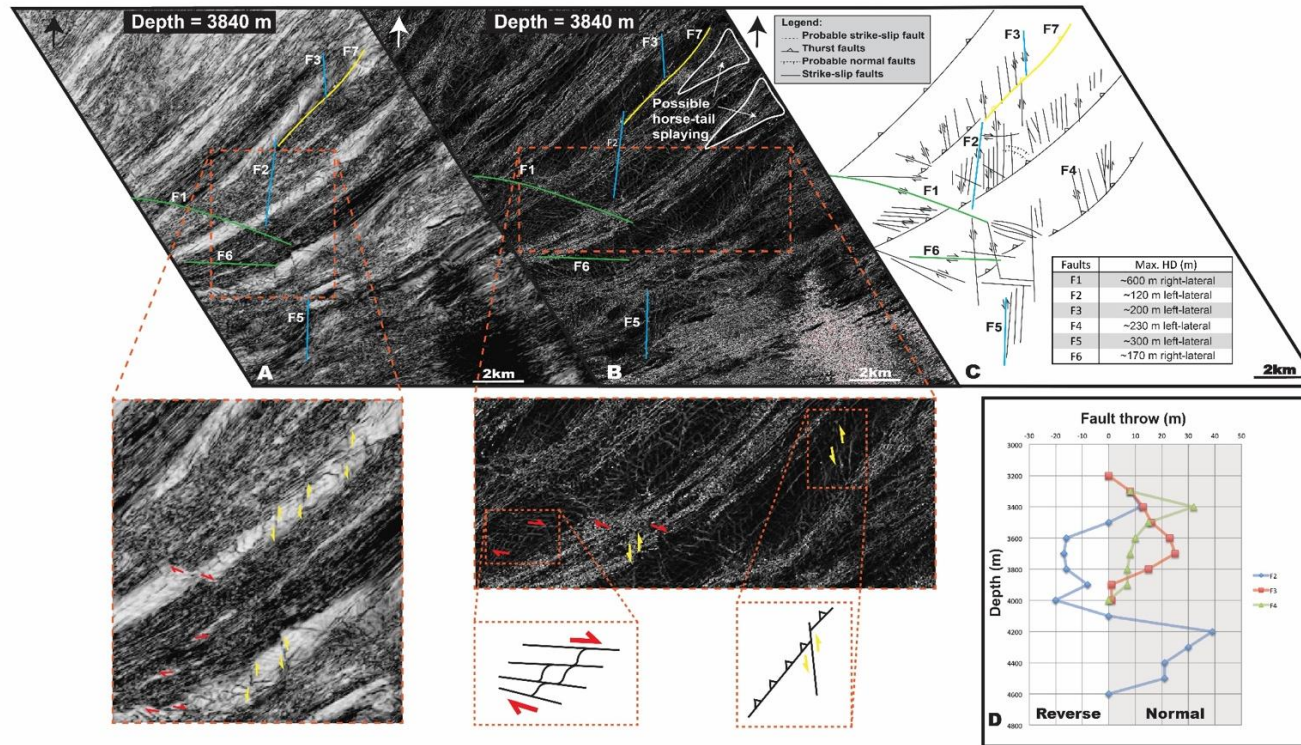 Depth = 3840 m
F3
F7
F2
F1
F6
F5
A
2km
Depth = 3840 m
F3
F7
Possible
horse-tail
splaying
F2
F1
F6
F5
B
2km
Legend:
Probable strike-slip fault
Thurst faults
Probable normal faults
Strike-slip faults
F3
F7
F2
F4
F1
F6
F5
Faults Max. HD (m)
F1 ~600 m right-lateral
F2 ~120 m left-lateral
F3 ~200 m left-lateral
F4 ~230 m left-lateral
F5 ~300 m left-lateral
F6 ~170 m right-lateral
C
2km
Fault throw (m)
-30 -20 -10 0 10 20 30 40 50
Depth (m)
3000
3200
3400
3600
3800
4000
4200
4400
4600
4800
F2
F3
F4
Reverse Normal
D